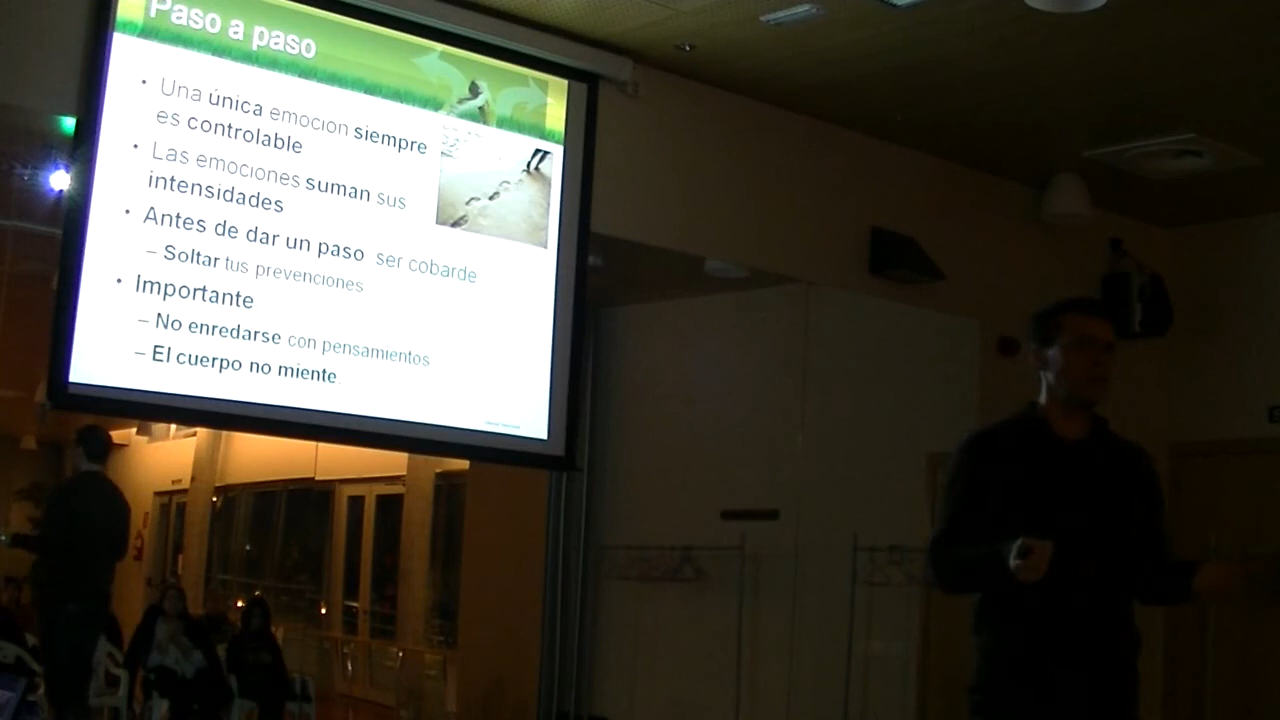 Paso a paso
• Una única emoción siempre
es controlable
• Las emociones suman sus
intensidades
• Antes de dar un paso ser cobarde
– Soltar tus prevenciones
• Importante
– No enredarse con pensamientos
– El cuerpo no miente.